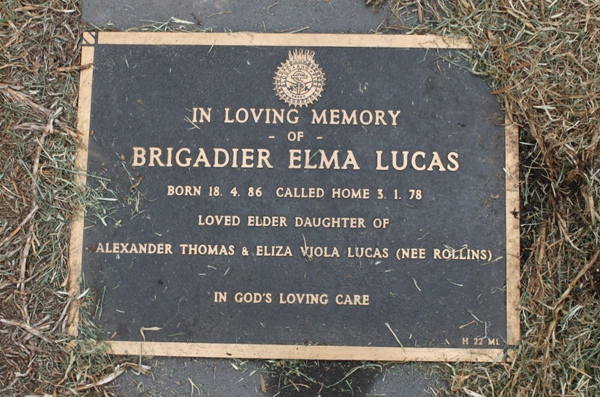 IN LOVING MEMORY
- OF -
BRIGADIER ELMA LUCAS
BORN 18. 4. 86 CALLED HOME 3. 1. 78
LOVED ELDER DAUGHTER OF
ALEXANDER THOMAS & ELIZA VIOLA LUCAS (NEE ROLLINS)
IN GOD'S LOVING CARE
H 22 ML